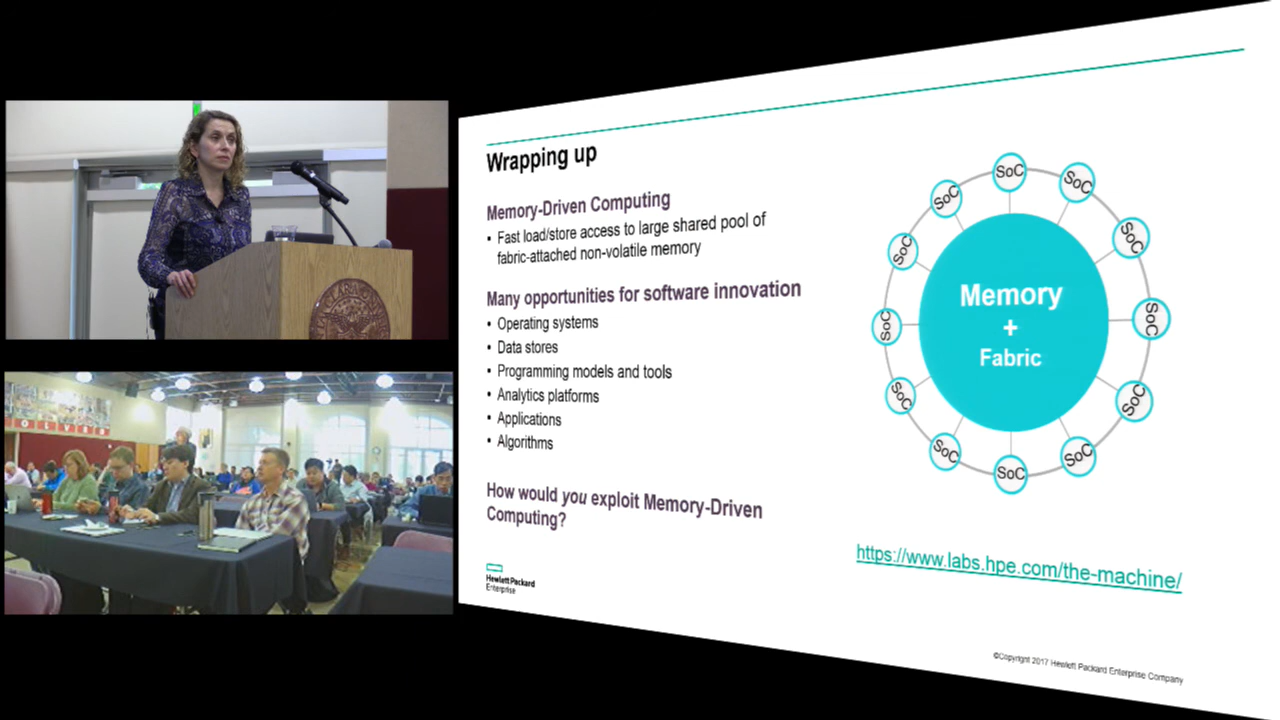 Wrapping up
Memory-Driven Computing
• Fast load/store access to large shared pool of
fabric-attached non-volatile memory
Many opportunities for software innovation
• Operating systems
• Data stores
• Programming models and tools
• Analytics platforms
• Applications
• Algorithms
How would you exploit Memory-Driven
Computing?
Hewlett Packard
Enterprise
SoC
SoC
SoC
SoC
SoC
SoC
SoC
SoC
SoC
SoC
SoC
SoC
Memory
+
Fabric
https://www.labs.hpe.com/the-machine/
©Copyright 2017 Hewlett Packard Enterprise Company